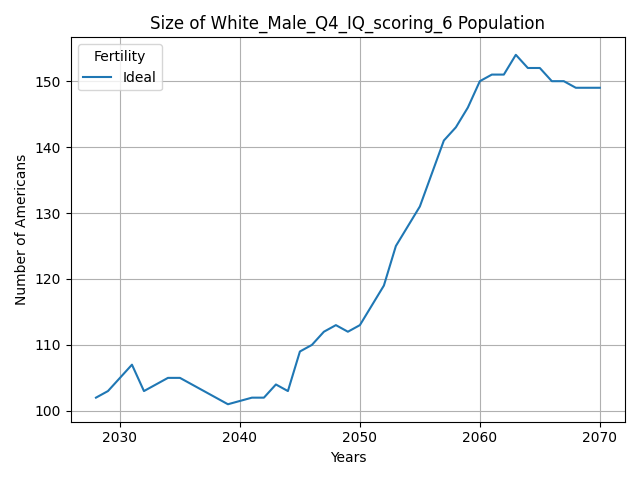 Size of White_Male_Q4_IQ_scoring_6 Population
Fertility
Ideal
150
140
130
120
110
100
Number of Americans
2030 2040 2050 2060 2070
Years